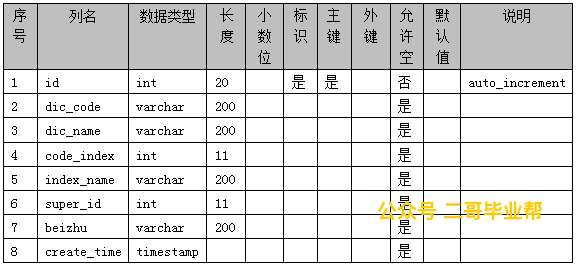 序号 列名 数据类型 长度 小数位 标识 主键 外键 允许空 默认值 说明
1 id int 20 是 是 否 auto_increment
2 dic_code varchar 200 是
3 dic_name varchar 200 是
4 code_index int 11 是
5 index_name varchar 200 是
6 super_id int 11 是
公众号 二哥毕业帮
7 beizhu varchar 200 是
8 create_time timestamp 是